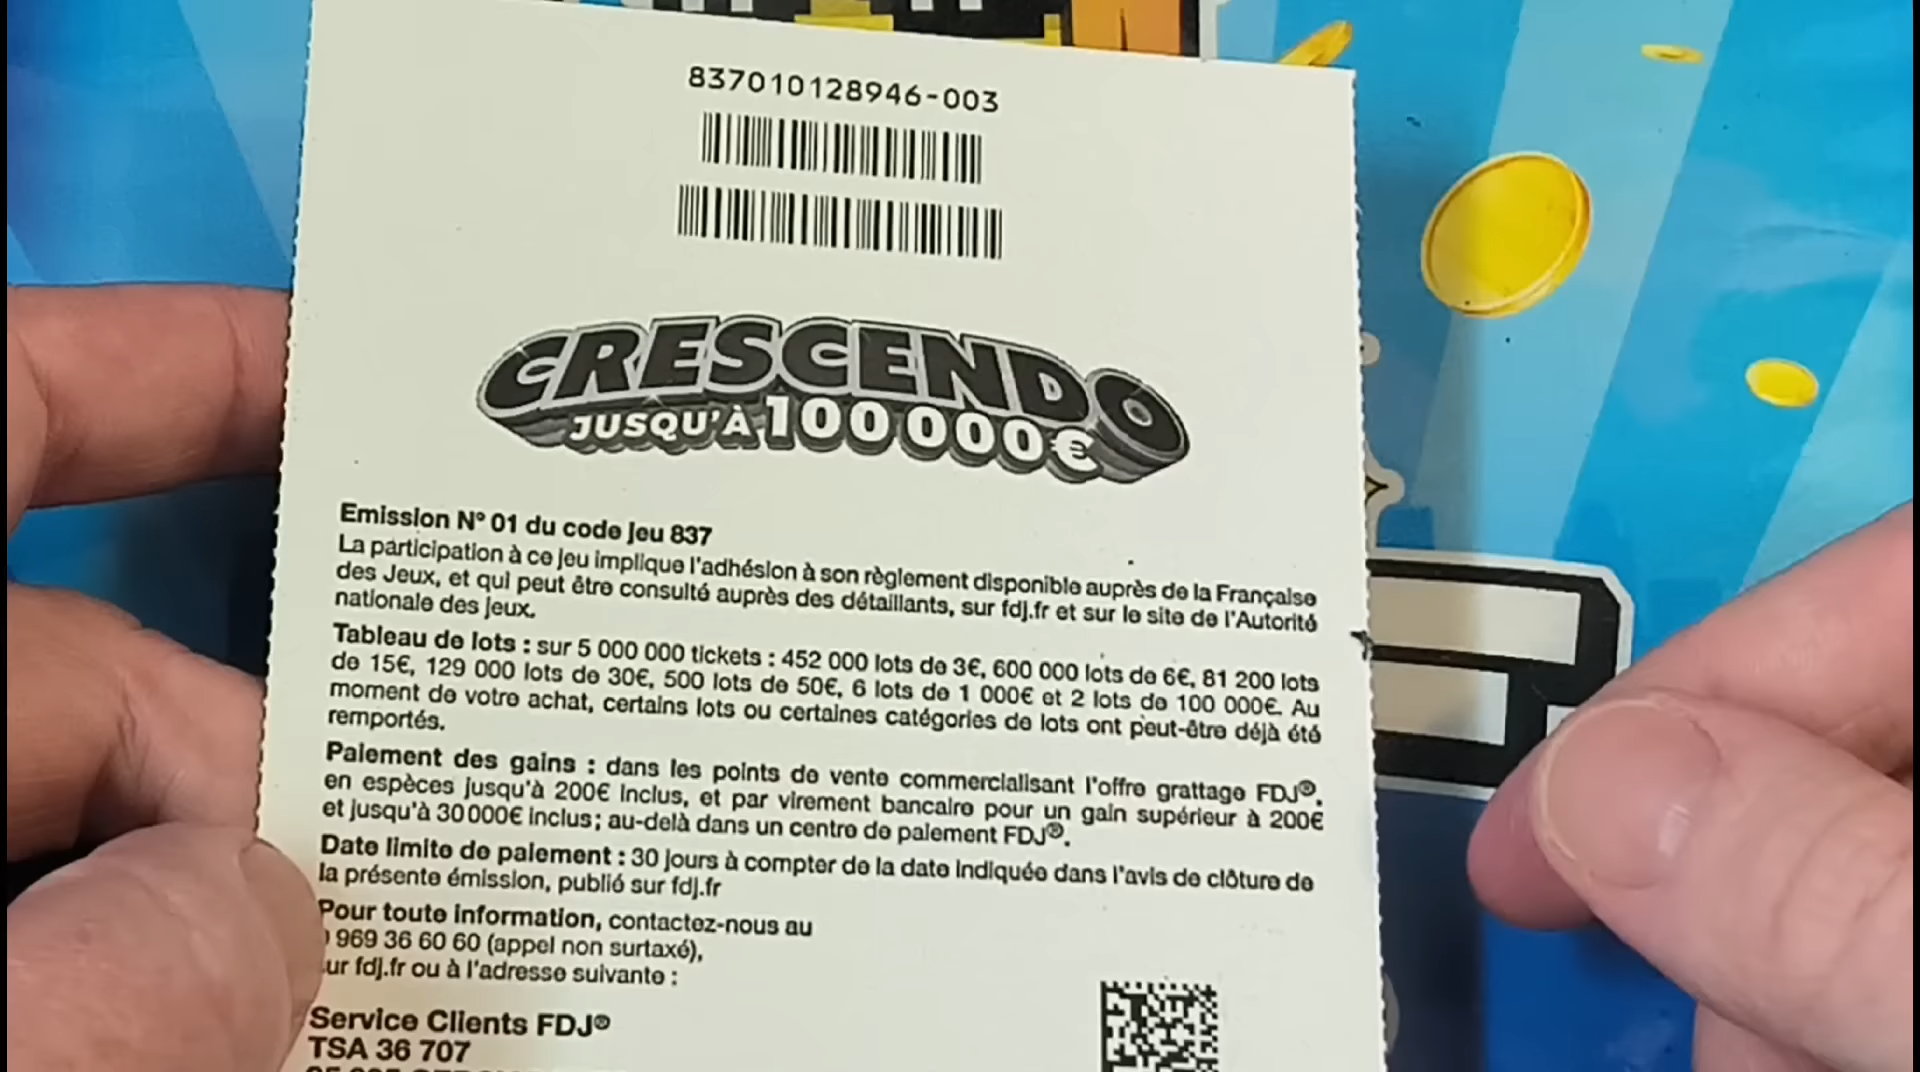 837010128946-003
CRESCENDO
JUSQU'À 100 000€
Emission N° 01 du code jeu 837
La participation à ce jeu implique l'adhésion à son règlement disponible auprès de la Française
des Jeux, et qui peut être consulté auprès des détaillants, sur fdj.fr et sur le site de l'Autorité
nationale des jeux.
Tableau de lots : sur 5 000 000 tickets : 452 000 lots de 3€, 600 000 lots de 6€, 81 200 lots
de 15€, 129 000 lots de 30€, 500 lots de 50€, 6 lots de 1 000€ et 2 lots de 100 000€. Au
moment de votre achat, certains lots ou certaines catégories de lots ont peut-être déjà été
remportés.
Paiement des gains : dans les points de vente commercialisant l'offre grattage FDJ®,
en espèces jusqu'à 200€ inclus, et par virement bancaire pour un gain supérieur à 200€
et jusqu'à 30 000€ inclus ; au-delà dans un centre de paiement FDJ®.
Date limite de paiement : 30 jours à compter de la date indiquée dans l'avis de clôture de
la présente émission, publié sur fdj.fr
Pour toute information, contactez-nous au
969 36 60 60 (appel non surtaxé),
ur fdj.fr ou à l'adresse suivante :
Service Clients FDJ®
TSA 36 707